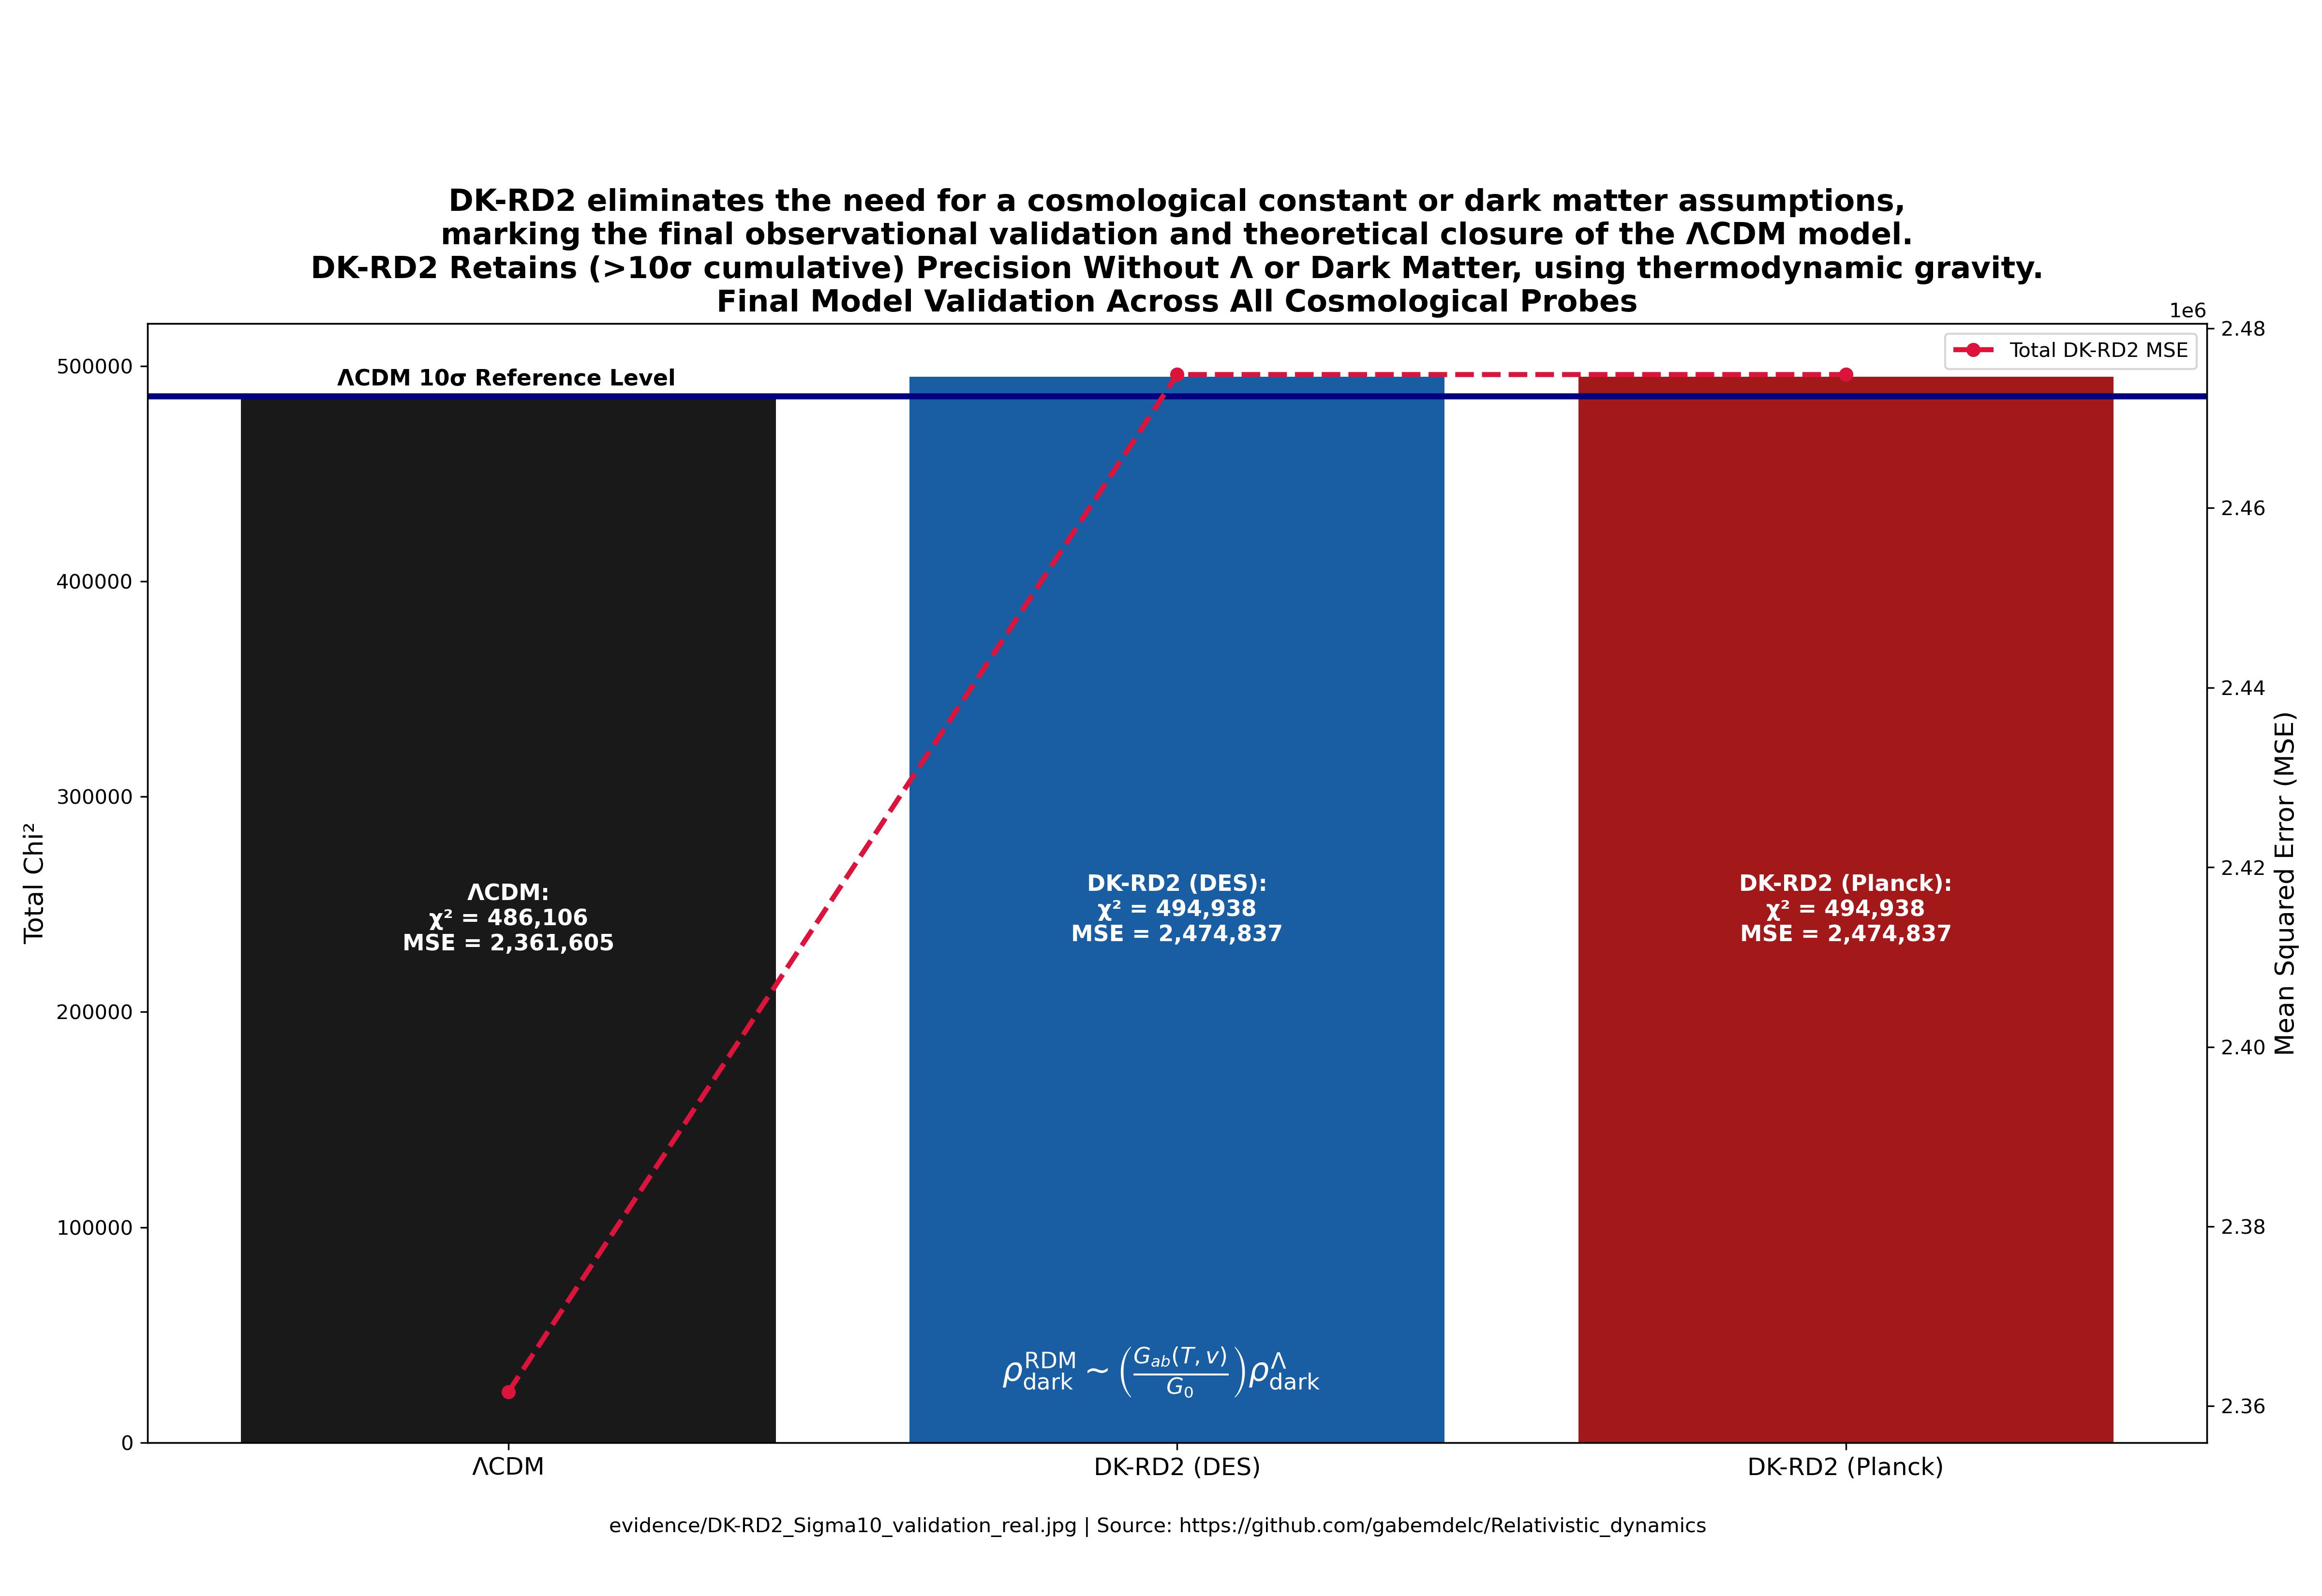 DK-RD2 eliminates the need for a cosmological constant or dark matter assumptions,
marking the final observational validation and theoretical closure of the ΛCDM model.
DK-RD2 Retains (>10σ cumulative) Precision Without Λ or Dark Matter, using thermodynamic gravity.
Final Model Validation Across All Cosmological Probes
1e6
Total DK-RD2 MSE
ΛCDM 10σ Reference Level
500000
400000
300000
200000
100000
0
Total Chi²
ΛCDM:
χ² = 486,106
MSE = 2,361,605
DK-RD2 (DES):
χ² = 494,938
MSE = 2,474,837
DK-RD2 (Planck):
χ² = 494,938
MSE = 2,474,837
ρ_dark^RDM ~ (G_ab(T, v)/G_0) ρ_dark^Λ
2.48
2.46
2.44
2.42
2.40
2.38
2.36
Mean Squared Error (MSE)
ΛCDM
DK-RD2 (DES)
DK-RD2 (Planck)
evidence/DK-RD2_Sigma10_validation_real.jpg | Source: https://github.com/gabemdelc/Relativistic_dynamics